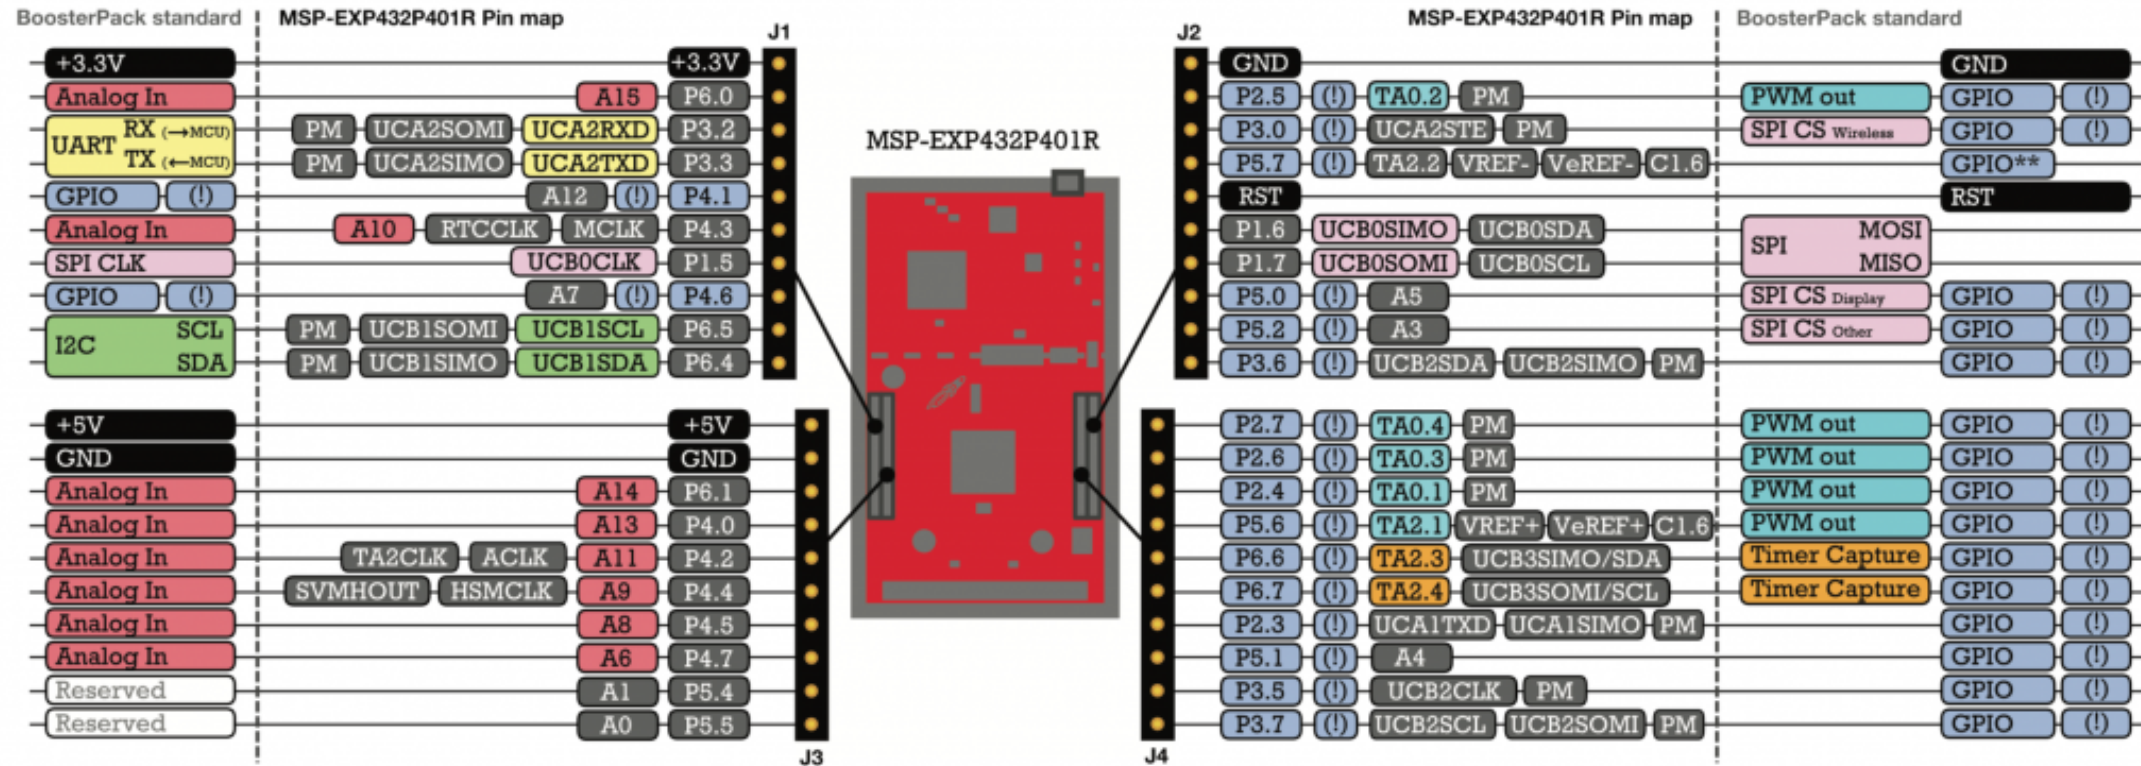 BoosterPack standard MSP-EXP432P401R Pin map
J1
+3.3V +3.3V
Analog In A15 P6.0
UART RX (→MCU) PM UCA2SOMI UCA2RXD P3.2
TX (←MCU) PM UCA2SIMO UCA2TXD P3.3
GPIO (!) A12 (!) P4.1
Analog In A10 RTCCLK MCLK P4.3
SPI CLK UCB0CLK P1.5
GPIO (!) A7 (!) P4.6
I2C SCL PM UCB1SOMI UCB1SCL P6.5
SDA PM UCB1SIMO UCB1SDA P6.4
+5V +5V
GND GND
Analog In A14 P6.1
Analog In A13 P4.0
Analog In TA2CLK ACLK A11 P4.2
Analog In SVMHOUT HSMCLK A9 P4.4
Analog In A8 P4.5
Analog In A6 P4.7
Reserved A1 P5.4
Reserved A0 P5.5
J3
MSP-EXP432P401R
MSP-EXP432P401R Pin map BoosterPack standard
J2
GND GND
P2.5 (!) TA0.2 PM PWM out GPIO (!)
P3.0 (!) UCA2STE PM SPI CS Wireless GPIO (!)
P5.7 (!) TA2.2 VREF- VeREF- C1.6 GPIO**
RST RST
P1.6 UCB0SIMO UCB0SDA SPI MOSI
P1.7 UCB0SOMI UCB0SCL MISO
P5.0 (!) A5 SPI CS Display GPIO (!)
P5.2 (!) A3 SPI CS Other GPIO (!)
P3.6 (!) UCB2SDA UCB2SIMO PM GPIO (!)
P2.7 (!) TA0.4 PM PWM out GPIO (!)
P2.6 (!) TA0.3 PM PWM out GPIO (!)
P2.4 (!) TA0.1 PM PWM out GPIO (!)
P5.6 (!) TA2.1 VREF+ VeREF+ C1.6 PWM out GPIO (!)
P6.6 (!) TA2.3 UCB3SIMO/SDA Timer Capture GPIO (!)
P6.7 (!) TA2.4 UCB3SOMI/SCL Timer Capture GPIO (!)
P2.3 (!) UCA1TXD UCA1SIMO PM GPIO (!)
P5.1 (!) A4 GPIO (!)
P3.5 (!) UCB2CLK PM GPIO (!)
P3.7 (!) UCB2SCL UCB2SOMI PM GPIO (!)
J4